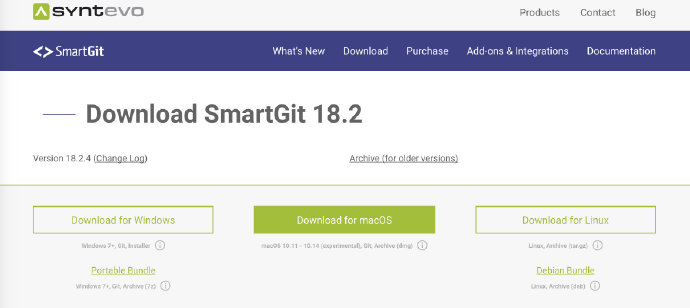 syntevo
Products Contact Blog
SmartGit What's New Download Purchase Add-ons & Integrations Documentation
Download SmartGit 18.2
Version 18.2.4 (Change Log) Archive (for older versions)
Download for Windows Download for macOS Download for Linux
Windows 7+, Git, Installer macOS 10.11 - 10.14 (experimental), Git, Archive (dmg) Linux, Archive (tar.gz)
Portable Bundle Debian Bundle
Windows 7+, Git, Archive (7z) Linux, Archive (deb)